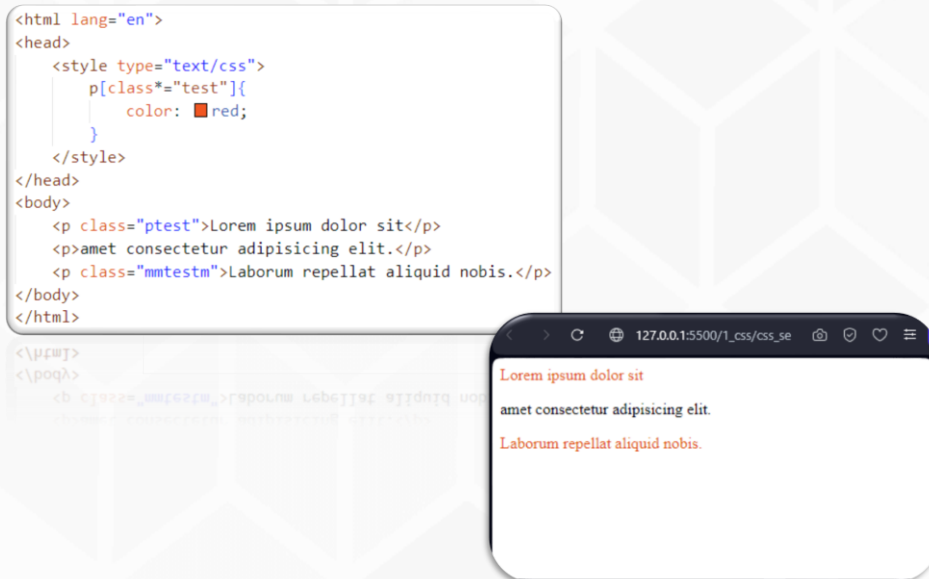 <html lang="en">
<head>
    <style type="text/css">
        p[class*="test"]{
            color: red;
        }
    </style>
</head>
<body>
    <p class="ptest">Lorem ipsum dolor sit</p>
    <p>amet consectetur adipisicing elit.</p>
    <p class="mmtestm">Laborum repellat aliquid nobis.</p>
</body>
</html>
127.0.0.1:5500/1_css/css_se
Lorem ipsum dolor sit
amet consectetur adipisicing elit.
Laborum repellat aliquid nobis.